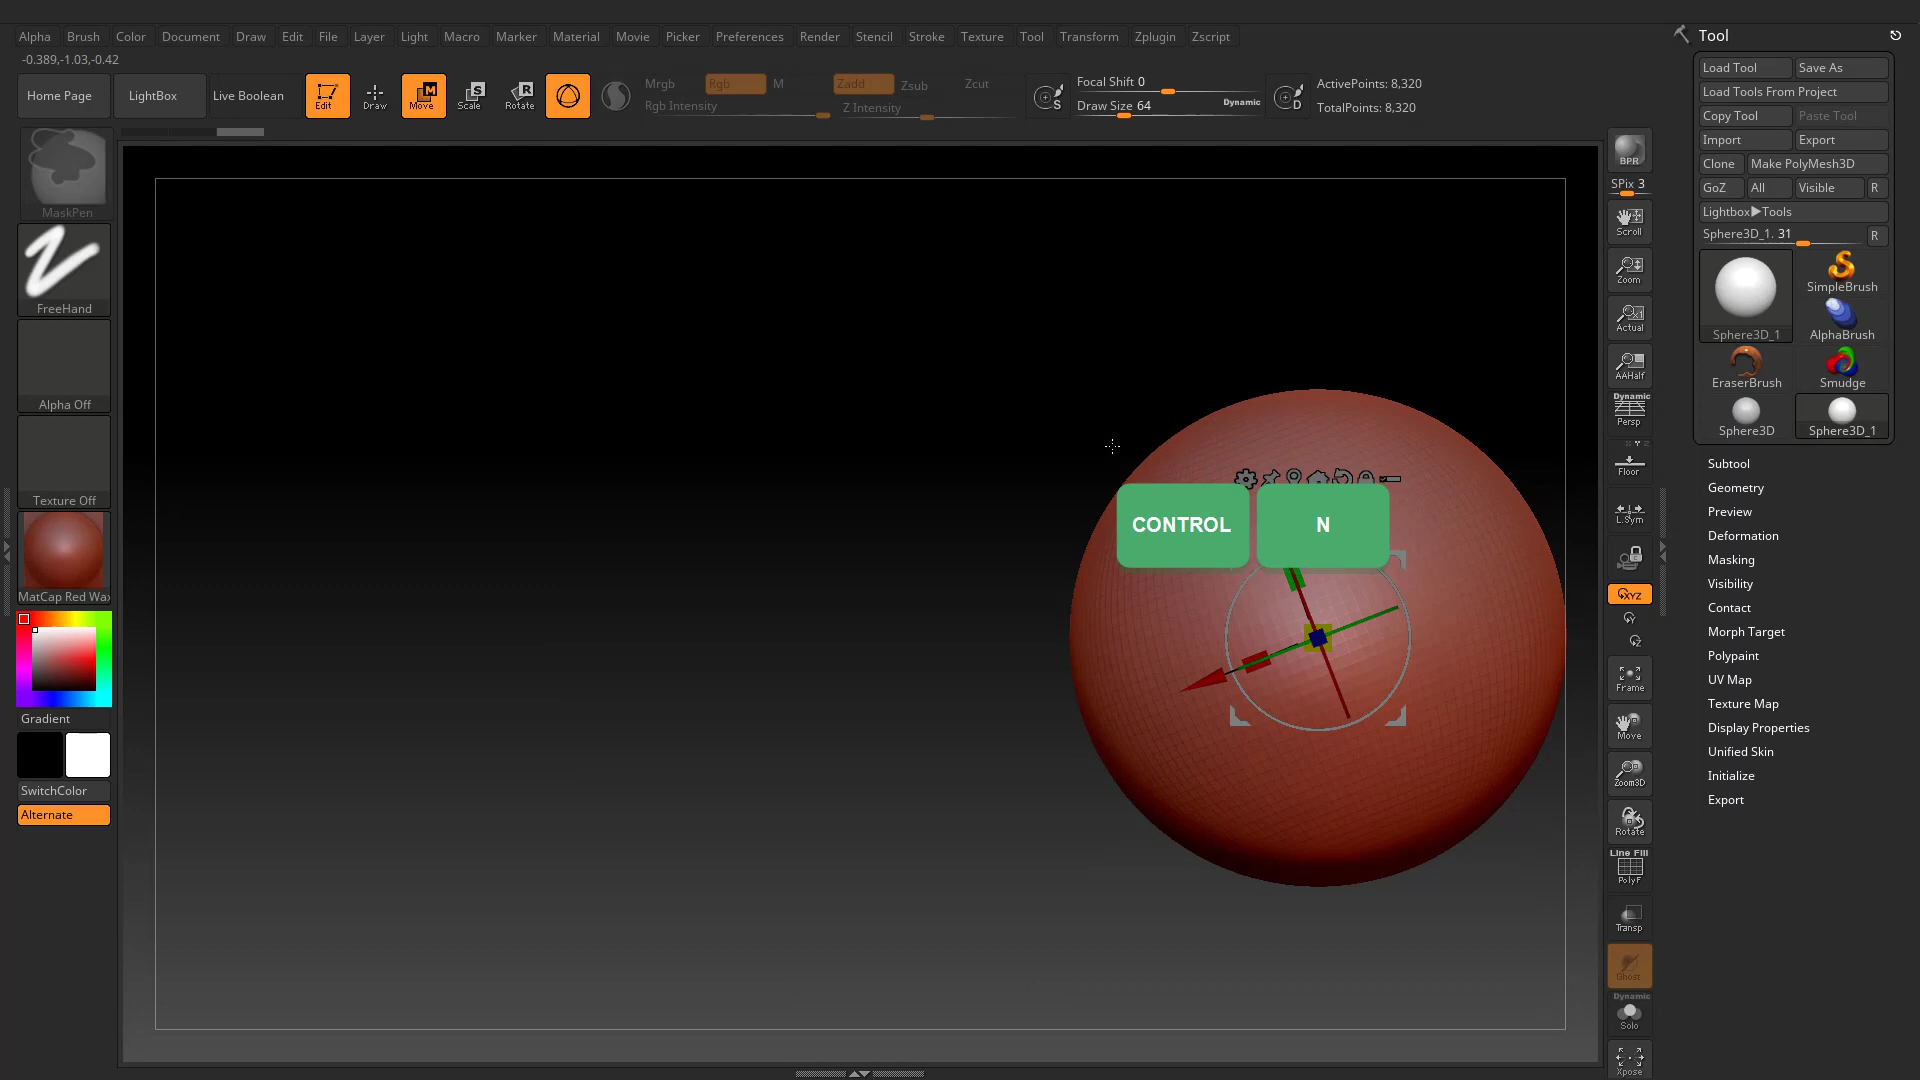 Alpha Brush Color Document Draw Edit File Layer Light Macro Marker Material Movie Picker Preferences Render Stencil Stroke Texture Tool Transform Zplugin Zscript
-0.389,-1.03,-0.42
Home Page
LightBox
Live Boolean
Edit
Draw
M
Move
S
Scale
R
Rotate
Mrgb Rgb M
Rgb Intensity
Zadd Zsub Zcut
Z Intensity
S
Focal Shift 0
Draw Size 64
Dynamic
D
ActivePoints: 8,320
TotalPoints: 8,320
MaskPen
FreeHand
Alpha Off
Texture Off
MatCap Red Wax
Gradient
SwitchColor
Alternate
CONTROL N
BPR
SPix 3
Scroll
Zoom
Actual
AAHalf
Dynamic
Persp
Floor
L.Sym
XYZ
Y
Z
Frame
Move
Zoom3D
Rotate
Line Fill
PolyF
Transp
Ghost
Dynamic
Solo
Xpose
Tool
Load Tool Save As
Load Tools From Project
Copy Tool Paste Tool
Import Export
Clone Make PolyMesh3D
GoZ All Visible R
Lightbox▶Tools
Sphere3D_1. 31 R
Sphere3D_1
SimpleBrush
AlphaBrush
EraserBrush
Smudge
Sphere3D
Sphere3D_1
Subtool
Geometry
Preview
Deformation
Masking
Visibility
Contact
Morph Target
Polypaint
UV Map
Texture Map
Display Properties
Unified Skin
Initialize
Export